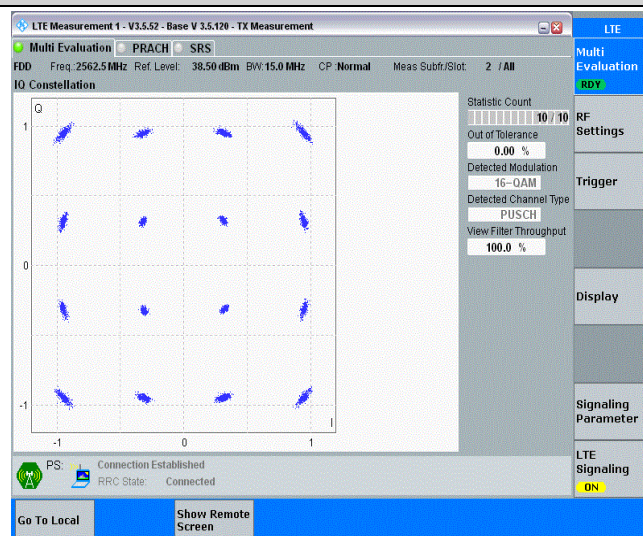 LTE Measurement 1 - V3.5.52 - Base V 3.5.120 - TX Measurement
LTE
Multi Evaluation PRACH SRS
FDD Freq.:2562.5 MHz Ref. Level: 38.50 dBm BW:15.0 MHz CP :Normal Meas Subfr./Slot: 2 / All
IQ Constellation
Q
1
0
-1
I
-1 0 1
Statistic Count
10 / 10
Out of Tolerance
0.00 %
Detected Modulation
16-QAM
Detected Channel Type
PUSCH
View Filter Throughput
100.0 %
Multi
Evaluation
RDY
RF
Settings
Trigger
Display
Signaling
Parameter
LTE
Signaling
ON
PS: Connection Established
RRC State: Connected
Go To Local
Show Remote
Screen